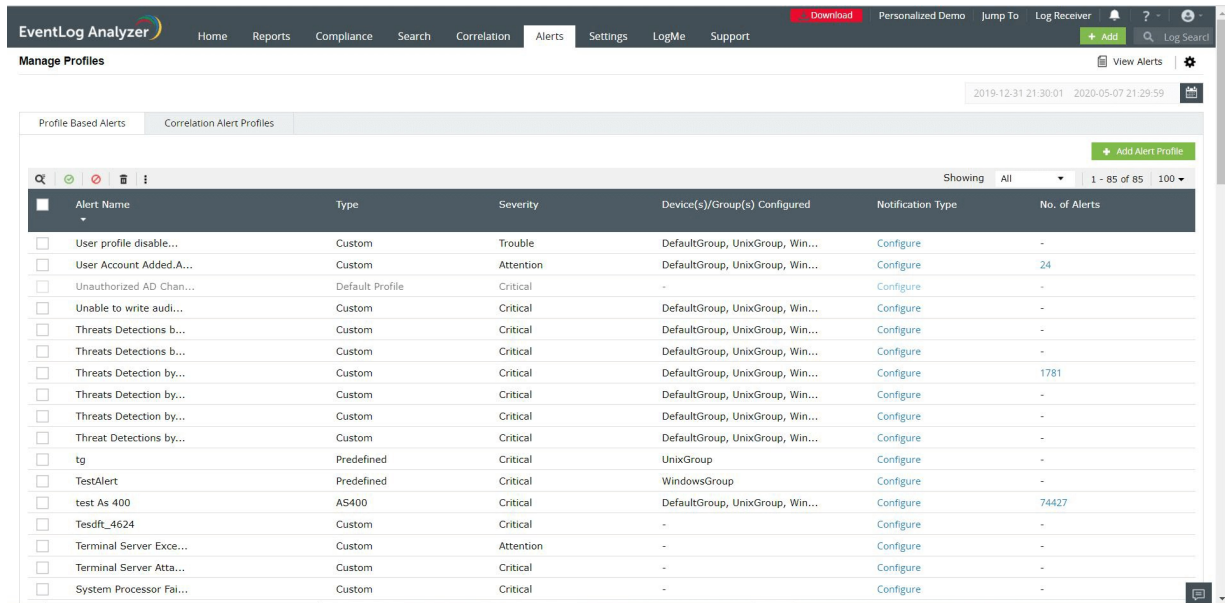 Download Personalized Demo Jump To Log Receiver ?
EventLog Analyzer Home Reports Compliance Search Correlation Alerts Settings LogMe Support + Add Log Searcl
Manage Profiles View Alerts
2019-12-31 21:30:01 2020-05-07 21:29:59
Profile Based Alerts Correlation Alert Profiles
+ Add Alert Profile
Showing All 1 - 85 of 85 100
Alert Name Type Severity Device(s)/Group(s) Configured Notification Type No. of Alerts
User profile disable... Custom Trouble DefaultGroup, UnixGroup, Win... Configure -
User Account Added.A... Custom Attention DefaultGroup, UnixGroup, Win... Configure 24
Unauthorized AD Chan... Default Profile Critical - Configure -
Unable to write audi... Custom Critical DefaultGroup, UnixGroup, Win... Configure -
Threats Detections b... Custom Critical DefaultGroup, UnixGroup, Win... Configure -
Threats Detections b... Custom Critical DefaultGroup, UnixGroup, Win... Configure -
Threats Detection by... Custom Critical DefaultGroup, UnixGroup, Win... Configure 1781
Threats Detection by... Custom Critical DefaultGroup, UnixGroup, Win... Configure -
Threats Detection by... Custom Critical DefaultGroup, UnixGroup, Win... Configure -
Threat Detections by... Custom Critical DefaultGroup, UnixGroup, Win... Configure -
tg Predefined Critical UnixGroup Configure -
TestAlert Predefined Critical WindowsGroup Configure -
test As 400 AS400 Critical DefaultGroup, UnixGroup, Win... Configure 74427
Tesdft_4624 Custom Critical - Configure -
Terminal Server Exce... Custom Attention - Configure -
Terminal Server Atta... Custom Critical - Configure -
System Processor Fai... Custom Critical - Configure -